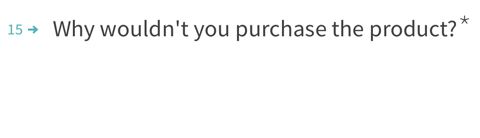 15 → Why wouldn't you purchase the product?*